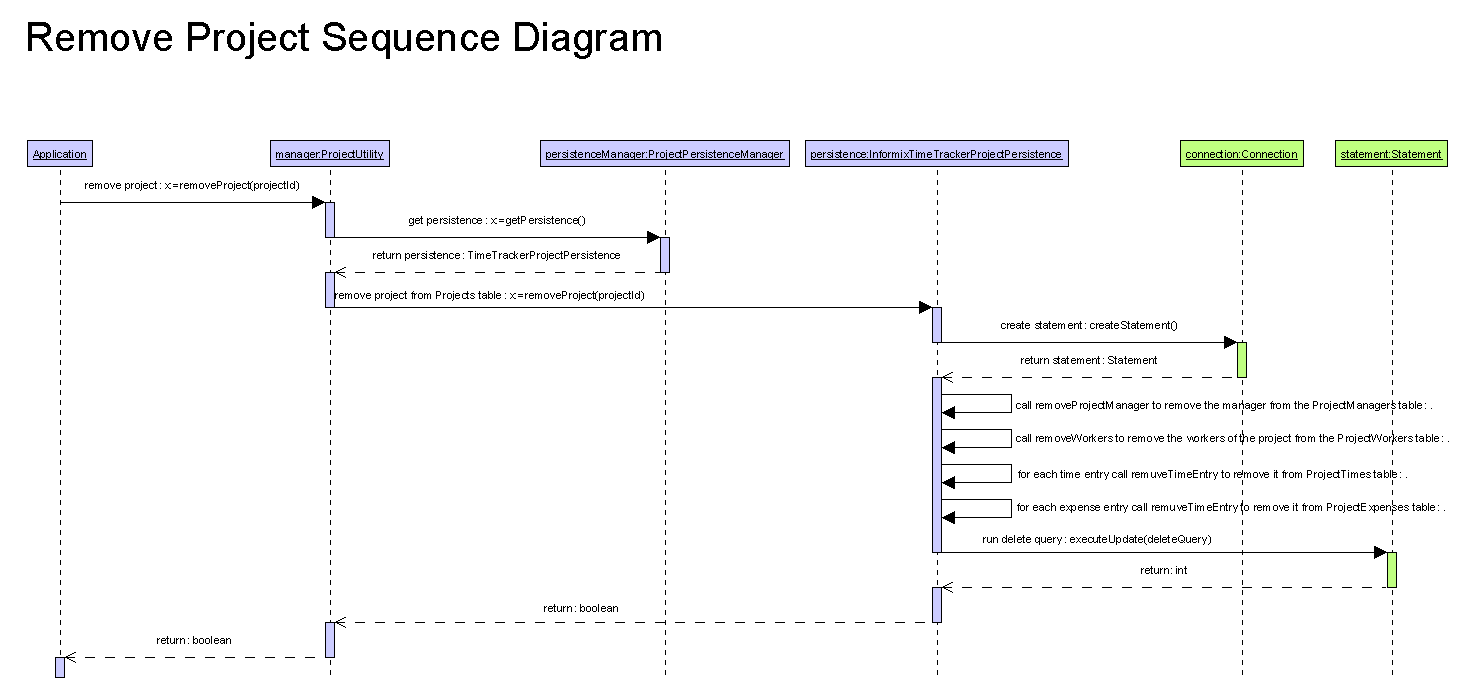 Remove Project Sequence Diagram
Application
manager:ProjectUtility
persistenceManager:ProjectPersistenceManager
persistence:InformixTimeTrackerProjectPersistence
connection:Connection
statement:Statement
remove project : x:=removeProject(projectId)
get persistence : x:=getPersistence()
return persistence : TimeTrackerProjectPersistence
remove project from Projects table : x:=removeProject(projectId)
create statement : createStatement()
return statement : Statement
call removeProjectManager to remove the manager from the ProjectManagers table : .
call removeWorkers to remove the workers of the project from the ProjectWorkers table : .
for each time entry call remuveTimeEntry to remove it from ProjectTimes table : .
for each expense entry call remuveTimeEntry to remove it from ProjectExpenses table : .
run delete query : executeUpdate(deleteQuery)
return : int
return : boolean
return : boolean